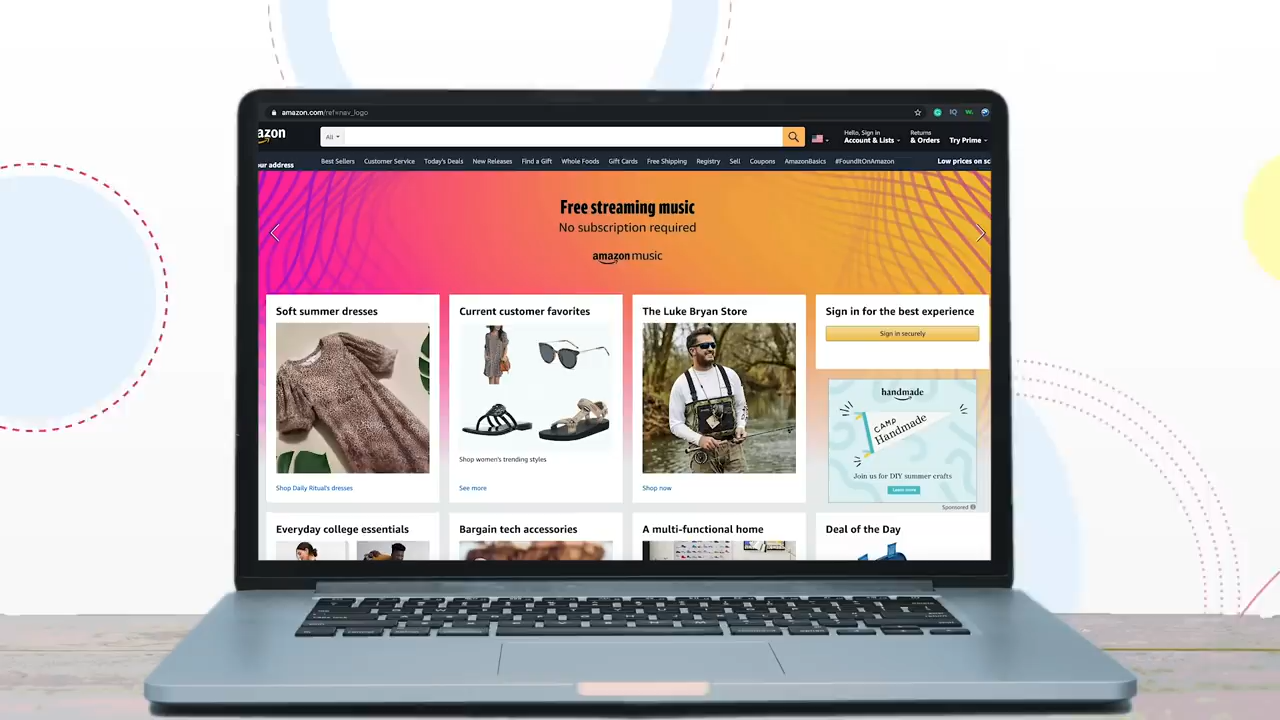 amazon.com/ref=nav_logo
IQ
w.
azon
All
Hello, Sign in
Account & Lists
Returns
& Orders
Try Prime
our address
Best Sellers
Customer Service
Today's Deals
New Releases
Find a Gift
Whole Foods
Gift Cards
Free Shipping
Registry
Sell
Coupons
AmazonBasics
#FoundItOnAmazon
Low prices on sc
Free streaming music
No subscription required
amazon music
Soft summer dresses
Shop Daily Ritual's dresses
Current customer favorites
Shop women's trending styles
See more
The Luke Bryan Store
Shop now
Sign in for the best experience
Sign in securely
handmade
CAMP
Handmade
Join us for DIY summer crafts
Learn more
Sponsored
Everyday college essentials
Bargain tech accessories
A multi-functional home
Deal of the Day